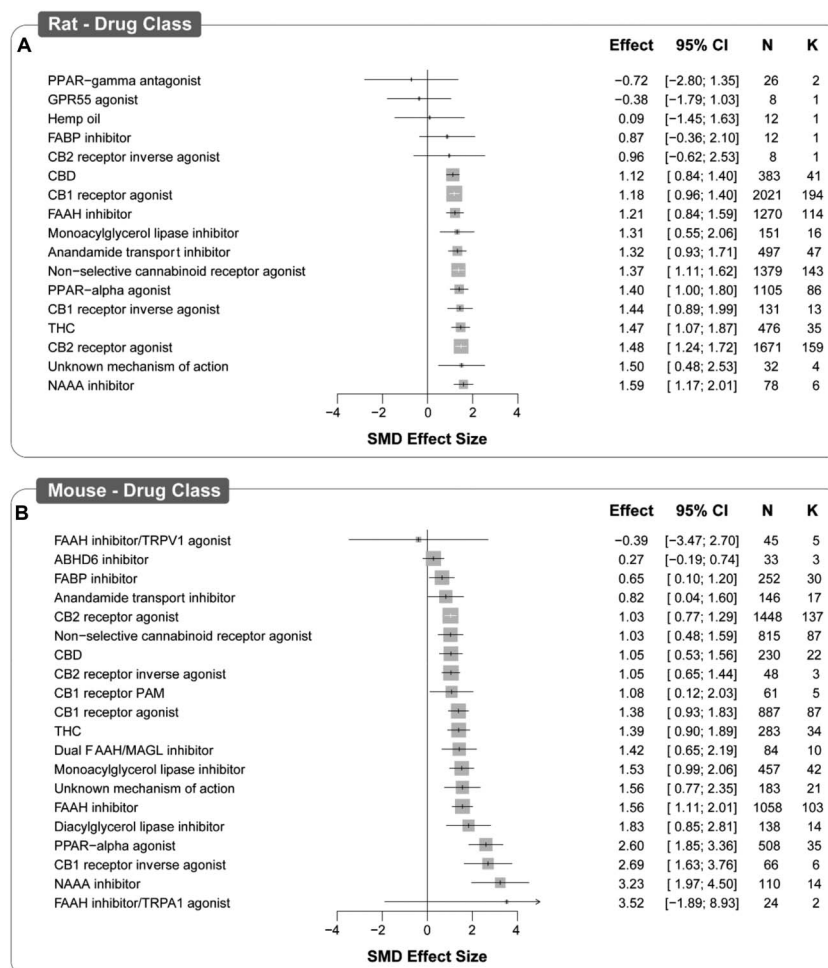 Rat - Drug Class
A
Effect 95% CI N K
PPAR−gamma antagonist −0.72 [−2.80; 1.35] 26 2
GPR55 agonist −0.38 [−1.79; 1.03] 8 1
Hemp oil 0.09 [−1.45; 1.63] 12 1
FABP inhibitor 0.87 [−0.36; 2.10] 12 1
CB2 receptor inverse agonist 0.96 [−0.62; 2.53] 8 1
CBD 1.12 [ 0.84; 1.40] 383 41
CB1 receptor agonist 1.18 [ 0.96; 1.40] 2021 194
FAAH inhibitor 1.21 [ 0.84; 1.59] 1270 114
Monoacylglycerol lipase inhibitor 1.31 [ 0.55; 2.06] 151 16
Anandamide transport inhibitor 1.32 [ 0.93; 1.71] 497 47
Non−selective cannabinoid receptor agonist 1.37 [ 1.11; 1.62] 1379 143
PPAR−alpha agonist 1.40 [ 1.00; 1.80] 1105 86
CB1 receptor inverse agonist 1.44 [ 0.89; 1.99] 131 13
THC 1.47 [ 1.07; 1.87] 476 35
CB2 receptor agonist 1.48 [ 1.24; 1.72] 1671 159
Unknown mechanism of action 1.50 [ 0.48; 2.53] 32 4
NAAA inhibitor 1.59 [ 1.17; 2.01] 78 6
−4 −2 0 2 4
SMD Effect Size
Mouse - Drug Class
B
Effect 95% CI N K
FAAH inhibitor/TRPV1 agonist −0.39 [−3.47; 2.70] 45 5
ABHD6 inhibitor 0.27 [−0.19; 0.74] 33 3
FABP inhibitor 0.65 [ 0.10; 1.20] 252 30
Anandamide transport inhibitor 0.82 [ 0.04; 1.60] 146 17
CB2 receptor agonist 1.03 [ 0.77; 1.29] 1448 137
Non−selective cannabinoid receptor agonist 1.03 [ 0.48; 1.59] 815 87
CBD 1.05 [ 0.53; 1.56] 230 22
CB2 receptor inverse agonist 1.05 [ 0.65; 1.44] 48 3
CB1 receptor PAM 1.08 [ 0.12; 2.03] 61 5
CB1 receptor agonist 1.38 [ 0.93; 1.83] 887 87
THC 1.39 [ 0.90; 1.89] 283 34
Dual FAAH/MAGL inhibitor 1.42 [ 0.65; 2.19] 84 10
Monoacylglycerol lipase inhibitor 1.53 [ 0.99; 2.06] 457 42
Unknown mechanism of action 1.56 [ 0.77; 2.35] 183 21
FAAH inhibitor 1.56 [ 1.11; 2.01] 1058 103
Diacylglycerol lipase inhibitor 1.83 [ 0.85; 2.81] 138 14
PPAR−alpha agonist 2.60 [ 1.85; 3.36] 508 35
CB1 receptor inverse agonist 2.69 [ 1.63; 3.76] 66 6
NAAA inhibitor 3.23 [ 1.97; 4.50] 110 14
FAAH inhibitor/TRPA1 agonist 3.52 [−1.89; 8.93] 24 2
−4 −2 0 2 4
SMD Effect Size